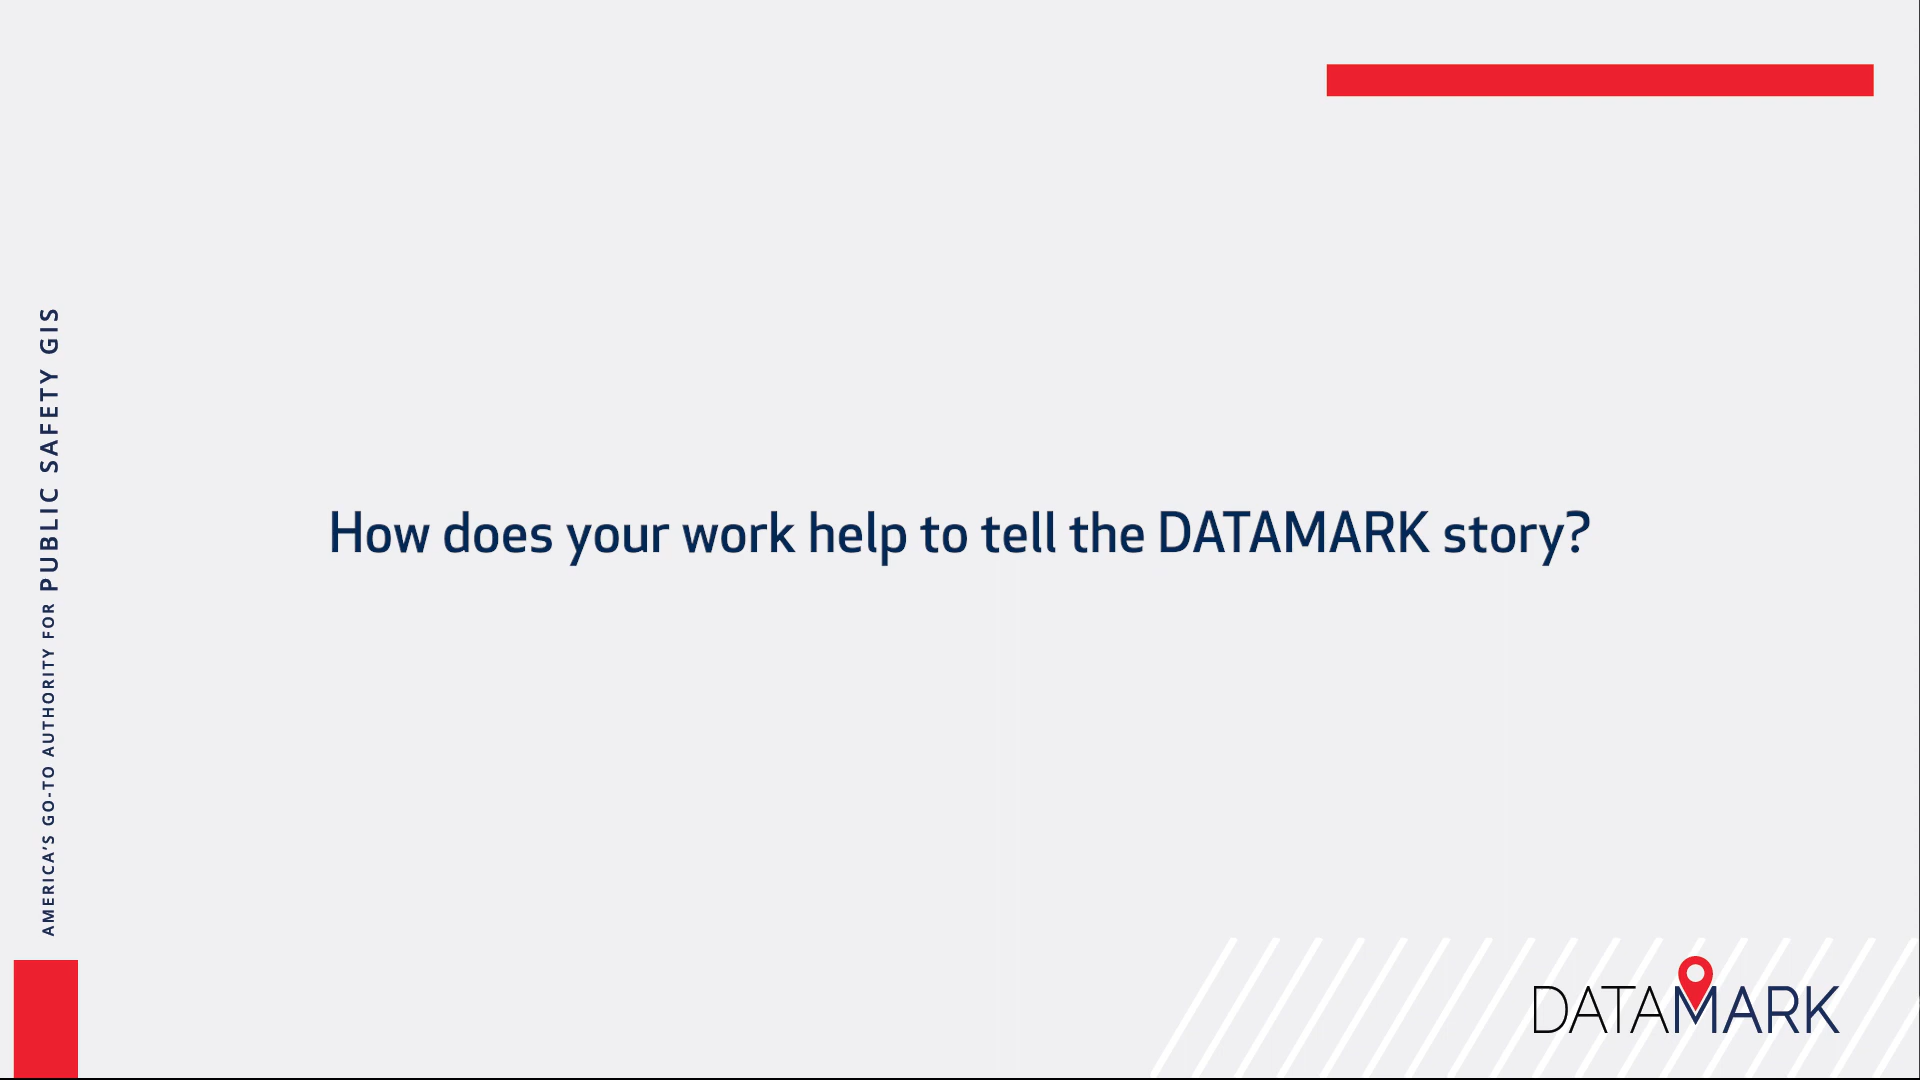 AMERICA'S GO-TO AUTHORITY FOR PUBLIC SAFETY GIS
How does your work help to tell the DATAMARK story?
DATAMARK